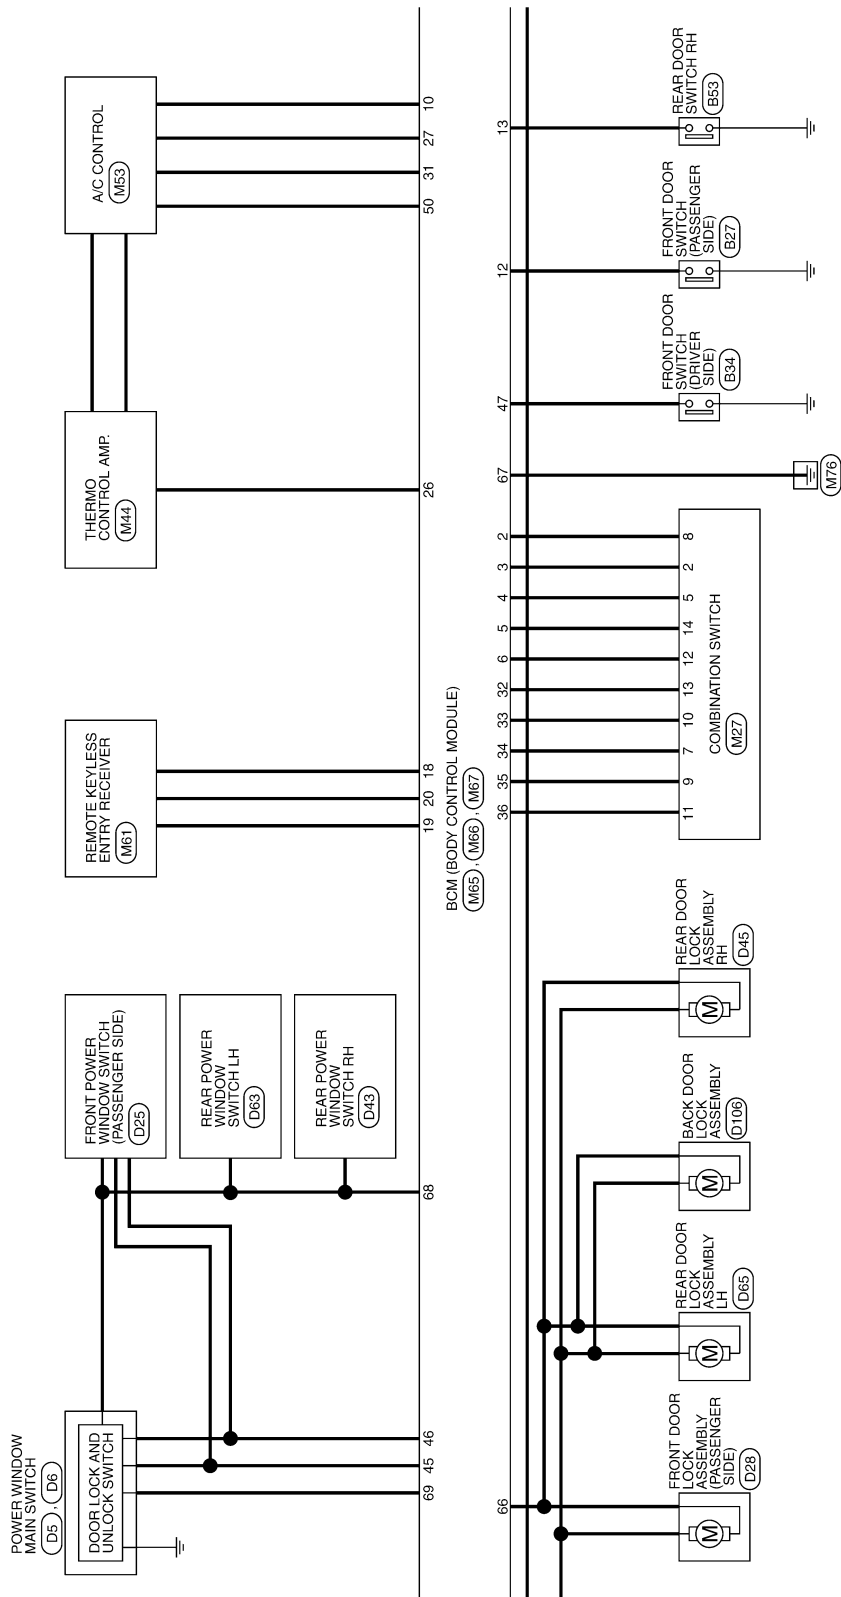 POWER WINDOW
MAIN SWITCH
D5 , D6
DOOR LOCK AND
UNLOCK SWITCH
FRONT POWER
WINDOW SWITCH
(PASSENGER SIDE)
D25
REAR POWER
WINDOW
SWITCH LH
D63
REAR POWER
WINDOW
SWITCH RH
D43
REMOTE KEYLESS
ENTRY RECEIVER
M61
THERMO
CONTROL AMP.
M44
A/C CONTROL
M53
69
45
46
68
19
20
18
26
50
31
27
10
BCM (BODY CONTROL MODULE)
M65 , M66 , M67
66
36
35
34
33
32
6
5
4
3
2
67
47
12
13
FRONT DOOR
LOCK
ASSEMBLY
(PASSENGER
SIDE)
D28
M
REAR DOOR
LOCK
ASSEMBLY
LH
D65
M
BACK DOOR
LOCK
ASSEMBLY
D106
M
REAR DOOR
LOCK
ASSEMBLY
RH
D45
M
11
9
7
10
13
12
14
5
2
8
COMBINATION SWITCH
M27
M76
FRONT DOOR
SWITCH
(DRIVER
SIDE)
B34
FRONT DOOR
SWITCH
(PASSENGER
SIDE)
B27
REAR DOOR
SWITCH RH
B53